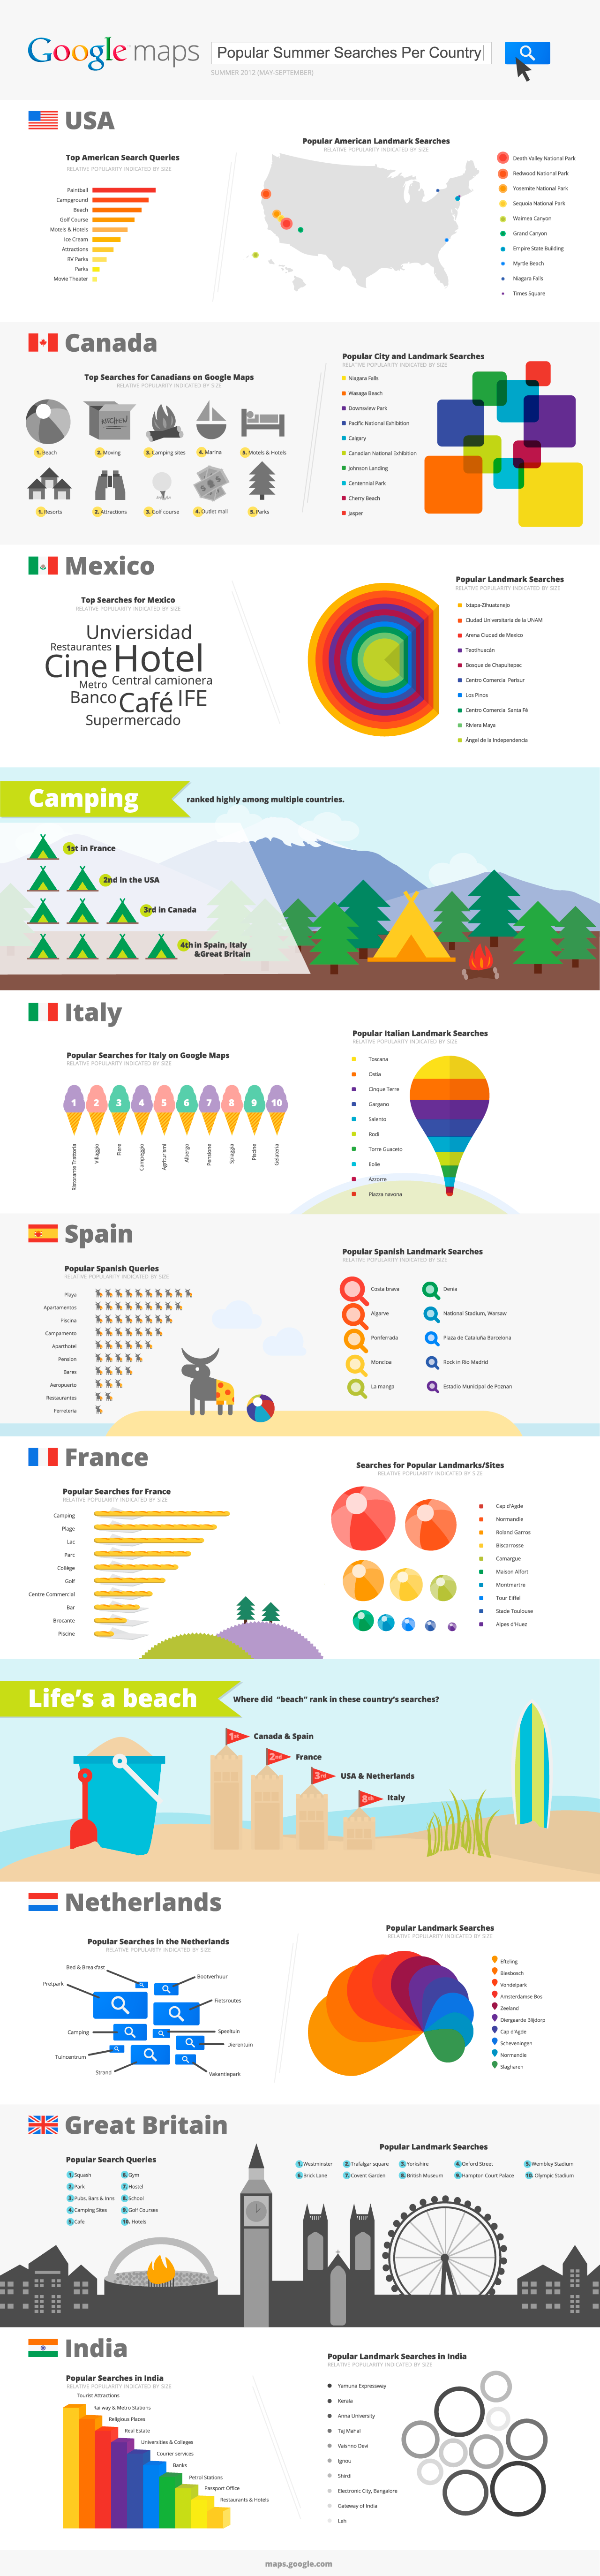 Google maps
Popular Summer Searches Per Country
SUMMER 2012 (MAY-SEPTEMBER)
USA
Top American Search Queries
RELATIVE POPULARITY INDICATED BY SIZE
Paintball
Campground
Beach
Golf Course
Motels & Hotels
Ice Cream
Attractions
RV Parks
Parks
Movie Theater
Popular American Landmark Searches
RELATIVE POPULARITY INDICATED BY SIZE
Death Valley National Park
Redwood National Park
Yosemite National Park
Sequoia National Park
Waimea Canyon
Grand Canyon
Empire State Building
Myrtle Beach
Niagara Falls
Times Square
Canada
Top Searches for Canadians on Google Maps
RELATIVE POPULARITY INDICATED BY SIZE
KITCHEN
1. Beach
2. Moving
3. Camping sites
4. Marina
5. Motels & Hotels
1. Resorts
2. Attractions
3. Golf course
4. Outlet mall
5. Parks
Popular City and Landmark Searches
RELATIVE POPULARITY INDICATED BY SIZE
Niagara Falls
Wasaga Beach
Downsview Park
Pacific National Exhibition
Calgary
Canadian National Exhibition
Johnson Landing
Centennial Park
Cherry Beach
Jasper
Mexico
Top Searches for Mexico
RELATIVE POPULARITY INDICATED BY SIZE
Unviersidad
Restaurantes
Cine Hotel
Metro Central camionera
Banco Café IFE
Supermercado
Popular Landmark Searches
RELATIVE POPULARITY INDICATED BY SIZE
Ixtapa-Zihuatanejo
Ciudad Universitaria de la UNAM
Arena Ciudad de Mexico
Teotihuacán
Bosque de Chapultepec
Centro Comercial Perisur
Los Pinos
Centro Comercial Santa Fé
Riviera Maya
Ángel de la Independencia
Camping
ranked highly among multiple countries.
1st in France
2nd in the USA
3rd in Canada
4th in Spain, Italy
&Great Britain
Italy
Popular Searches for Italy on Google Maps
RELATIVE POPULARITY INDICATED BY SIZE
1 2 3 4 5 6 7 8 9 10
Ristorante Trattoria
Villaggio
Fiere
Campeggio
Agriturismi
Albergo
Pensione
Spiaggia
Piscine
Gelateria
Popular Italian Landmark Searches
RELATIVE POPULARITY INDICATED BY SIZE
Toscana
Ostia
Cinque Terre
Gargano
Salento
Rodi
Torre Guaceto
Eolie
Azzorre
Piazza navona
Spain
Popular Spanish Queries
RELATIVE POPULARITY INDICATED BY SIZE
Playa
Apartamentos
Piscina
Campamento
Aparthotel
Pension
Bares
Aeropuerto
Restaurantes
Ferreteria
Popular Spanish Landmark Searches
RELATIVE POPULARITY INDICATED BY SIZE
Costa brava
Algarve
Ponferrada
Moncloa
La manga
Denia
National Stadium, Warsaw
Plaza de Cataluña Barcelona
Rock in Rio Madrid
Estadio Municipal de Poznan
France
Popular Searches for France
RELATIVE POPULARITY INDICATED BY SIZE
Camping
Plage
Lac
Parc
Collège
Golf
Centre Commercial
Bar
Brocante
Piscine
Searches for Popular Landmarks/Sites
RELATIVE POPULARITY INDICATED BY SIZE
Cap d'Agde
Normandie
Roland Garros
Biscarrosse
Camargue
Maison Alfort
Montmartre
Tour Eiffel
Stade Toulouse
Alpes d'Huez
Life's a beach
Where did "beach" rank in these country's searches?
1st Canada & Spain
2nd France
3rd USA & Netherlands
8th Italy
Netherlands
Popular Searches in the Netherlands
RELATIVE POPULARITY INDICATED BY SIZE
Bed & Breakfast
Bootverhuur
Pretpark
Fietsroutes
Camping
Speeltuin
Dierentuin
Tuincentrum
Strand
Vakantiepark
Popular Landmark Searches
RELATIVE POPULARITY INDICATED BY SIZE
Efteling
Biesbosch
Vondelpark
Amsterdamse Bos
Zeeland
Diergaarde Blijdorp
Cap d'Agde
Scheveningen
Normandie
Slagharen
Great Britain
Popular Search Queries
RELATIVE POPULARITY INDICATED BY SIZE
1. Squash
2. Park
3. Pubs, Bars & Inns
4. Camping Sites
5. Cafe
6. Gym
7. Hostel
8. School
9. Golf Courses
10. Hotels
Popular Landmark Searches
RELATIVE POPULARITY INDICATED BY SIZE
1. Westminster
2. Trafalgar square
3. Yorkshire
4. Oxford Street
5. Wembley Stadium
6. Brick Lane
7. Covent Garden
8. British Museum
9. Hampton Court Palace
10. Olympic Stadium
India
Popular Searches in India
RELATIVE POPULARITY INDICATED BY SIZE
Tourist Attractions
Railway & Metro Stations
Religious Places
Real Estate
Universities & Colleges
Courier services
Banks
Petrol Stations
Passport Office
Restaurants & Hotels
Popular Landmark Searches in India
RELATIVE POPULARITY INDICATED BY SIZE
Yamuna Expressway
Kerala
Anna University
Taj Mahal
Vaishno Devi
Ignou
Shirdi
Electronic City, Bangalore
Gateway of India
Leh
maps.google.com